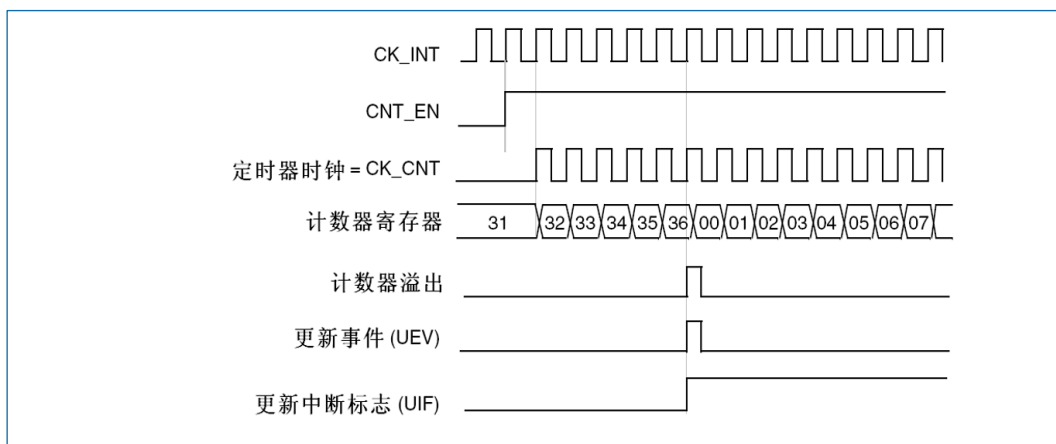 CK_INT
CNT_EN
定时器时钟 = CK_CNT
计数器寄存器 31 32 33 34 35 36 00 01 02 03 04 05 06 07
计数器溢出
更新事件 (UEV)
更新中断标志 (UIF)